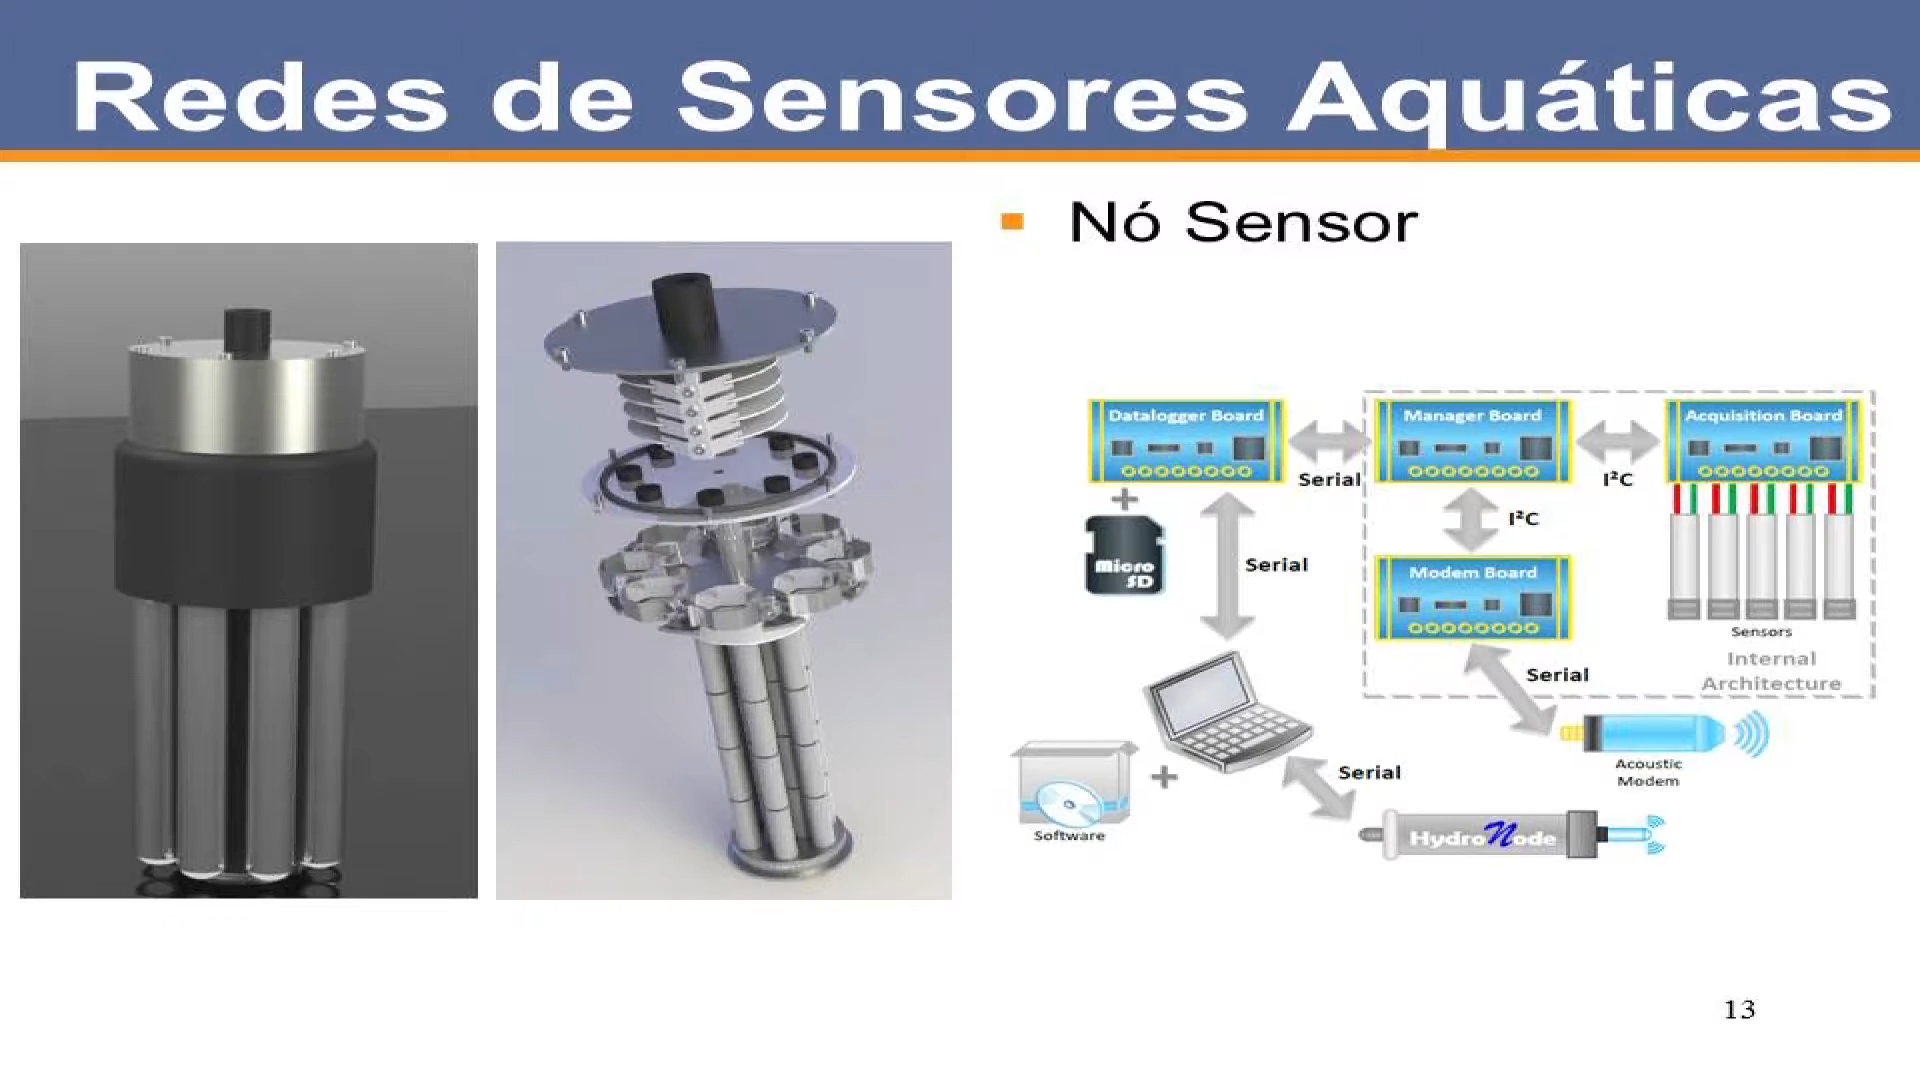 Redes de Sensores Aquáticas
Nó Sensor
Datalogger Board
Manager Board
Acquisition Board
Serial
I²C
I²C
Micro
SD
Serial
Modem Board
Sensors
Internal
Architecture
Serial
Acoustic
Modem
Serial
Software
HydroNode
13